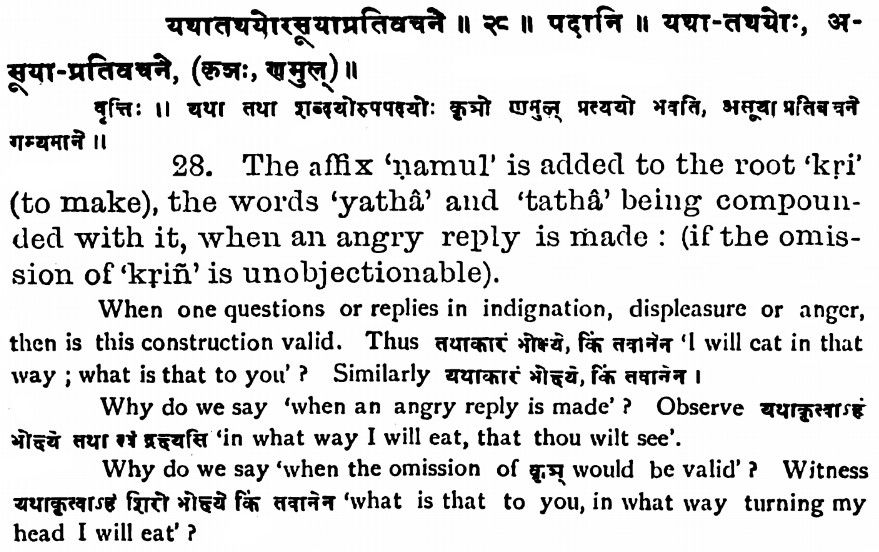 यथातथयोरसूयाप्रतिवचने ॥ २८ ॥ पदानि ॥ यथा-तथयोः, अ-
सूया-प्रतिवचने, (कृञः, णमुल्) ॥
वृत्तिः ॥ यथा तथा शब्दयोरुपपदयोः कृञो णमुल् प्रत्ययो भवति, असूया प्रतिवचने
गम्यमाने ॥
28. The affix ‘ṇamul’ is added to the root ‘kṛi’
(to make), the words ‘yathâ’ and ‘tathâ’ being compoun-
ded with it, when an angry reply is made : (if the omis-
sion of ‘kṛiñ’ is unobjectionable).
When one questions or replies in indignation, displeasure or anger,
then is this construction valid. Thus तथाकारं भोक्ष्ये, किं तवानेन ‘I will eat in that
way ; what is that to you’ ? Similarly यथाकारं भोक्ष्ये, किं तवानेन ।
Why do we say ‘when an angry reply is made’ ? Observe यथाकृत्वाऽहं
भोक्ष्ये तथा त्वं द्रक्ष्यसि ‘in what way I will eat, that thou wilt see’.
Why do we say ‘when the omission of कृञ् would be valid’ ? Witness
यथाकृत्वाऽहं शिरो भोक्ष्ये किं तवानेन ‘what is that to you, in what way turning my
head I will eat’ ?